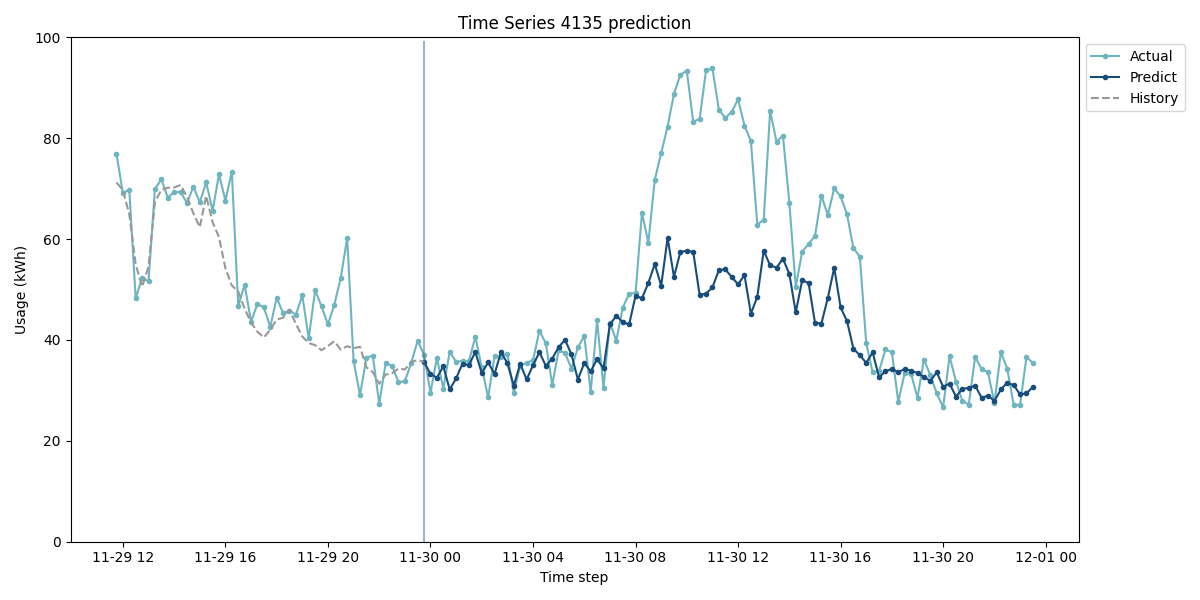 Time Series 4135 prediction
100
80
60
40
20
0
Usage (kWh)
11-29 12
11-29 16
11-29 20
11-30 00
11-30 04
11-30 08
11-30 12
11-30 16
11-30 20
12-01 00
Time step
Actual
Predict
History